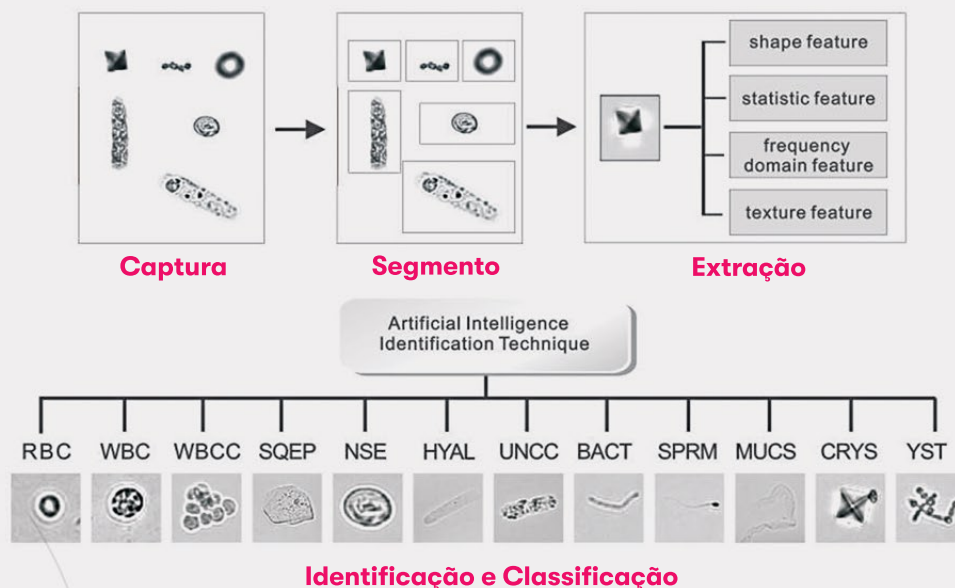 shape feature
statistic feature
frequency
domain feature
texture feature
Captura
Segmento
Extração
Artificial Intelligence
Identification Technique
RBC
WBC
WBCC
SQEP
NSE
HYAL
UNCC
BACT
SPRM
MUCS
CRYS
YST
Identificação e Classificação